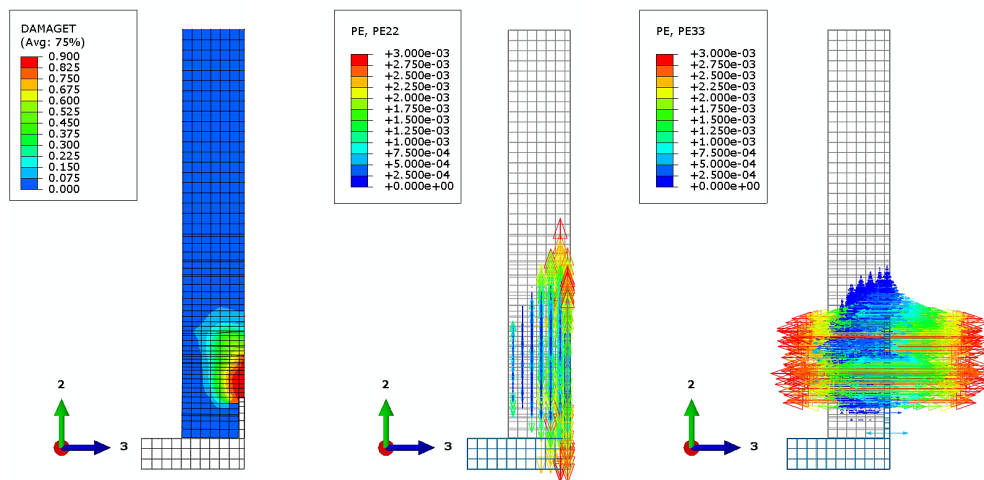 DAMAGET
(Avg: 75%)
0.900
0.825
0.750
0.675
0.600
0.525
0.450
0.375
0.300
0.225
0.150
0.075
0.000
2
3
PE, PE22
+3.000e-03
+2.750e-03
+2.500e-03
+2.250e-03
+2.000e-03
+1.750e-03
+1.500e-03
+1.250e-03
+1.000e-03
+7.500e-04
+5.000e-04
+2.500e-04
+0.000e+00
2
3
PE, PE33
+3.000e-03
+2.750e-03
+2.500e-03
+2.250e-03
+2.000e-03
+1.750e-03
+1.500e-03
+1.250e-03
+1.000e-03
+7.500e-04
+5.000e-04
+2.500e-04
+0.000e+00
2
3